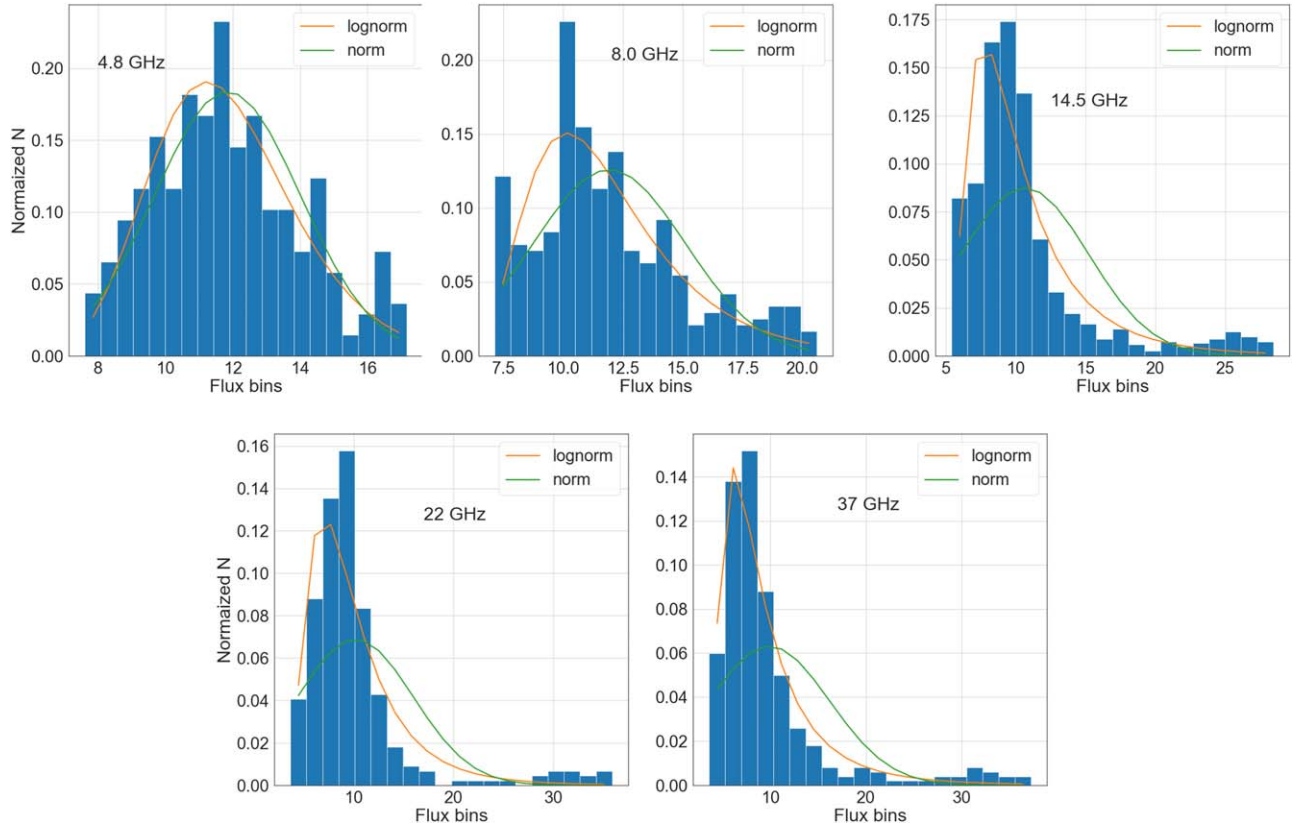 lognorm
norm
4.8 GHz
Normaized N
0.20
0.15
0.10
0.05
0.00
8
10
12
14
16
Flux bins
lognorm
norm
8.0 GHz
0.20
0.15
0.10
0.05
0.00
7.5
10.0
12.5
15.0
17.5
20.0
Flux bins
lognorm
norm
14.5 GHz
0.175
0.150
0.125
0.100
0.075
0.050
0.025
0.000
5
10
15
20
25
Flux bins
lognorm
norm
22 GHz
Normaized N
0.16
0.14
0.12
0.10
0.08
0.06
0.04
0.02
0.00
10
20
30
Flux bins
lognorm
norm
37 GHz
0.14
0.12
0.10
0.08
0.06
0.04
0.02
0.00
10
20
30
Flux bins